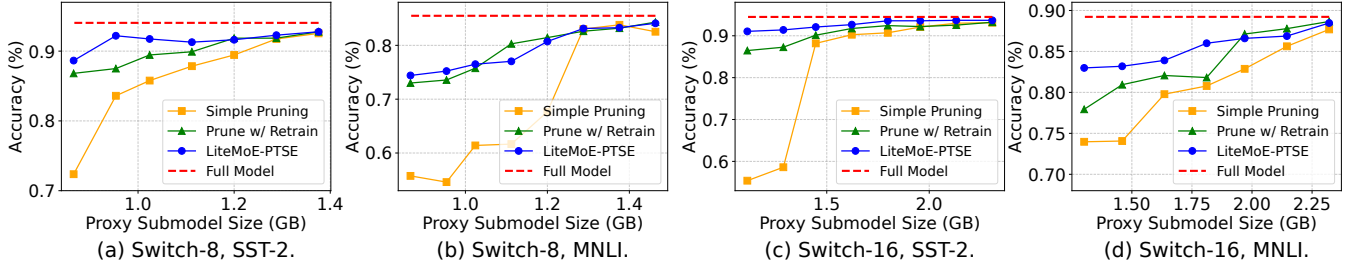 Accuracy (%)
0.9
0.8
0.7
1.0
1.2
1.4
Simple Pruning
Prune w/ Retrain
LiteMoE-PTSE
Full Model
Proxy Submodel Size (GB)
(a) Switch-8, SST-2.
Accuracy (%)
0.8
0.7
0.6
1.0
1.2
1.4
Simple Pruning
Prune w/ Retrain
LiteMoE-PTSE
Full Model
Proxy Submodel Size (GB)
(b) Switch-8, MNLI.
Accuracy (%)
0.9
0.8
0.7
0.6
1.5
2.0
Simple Pruning
Prune w/ Retrain
LiteMoE-PTSE
Full Model
Proxy Submodel Size (GB)
(c) Switch-16, SST-2.
Accuracy (%)
0.90
0.85
0.80
0.75
0.70
1.50
1.75
2.00
2.25
Simple Pruning
Prune w/ Retrain
LiteMoE-PTSE
Full Model
Proxy Submodel Size (GB)
(d) Switch-16, MNLI.